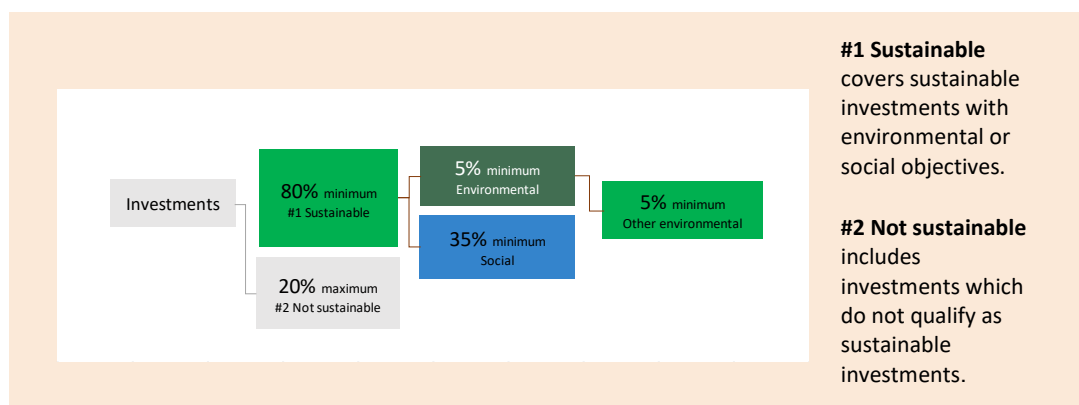 Investments
80% minimum
#1 Sustainable
20% maximum
#2 Not sustainable
5% minimum
Environmental
35% minimum
Social
5% minimum
Other environmental
#1 Sustainable
covers sustainable
investments with
environmental or
social objectives.
#2 Not sustainable
includes
investments which
do not qualify as
sustainable
investments.